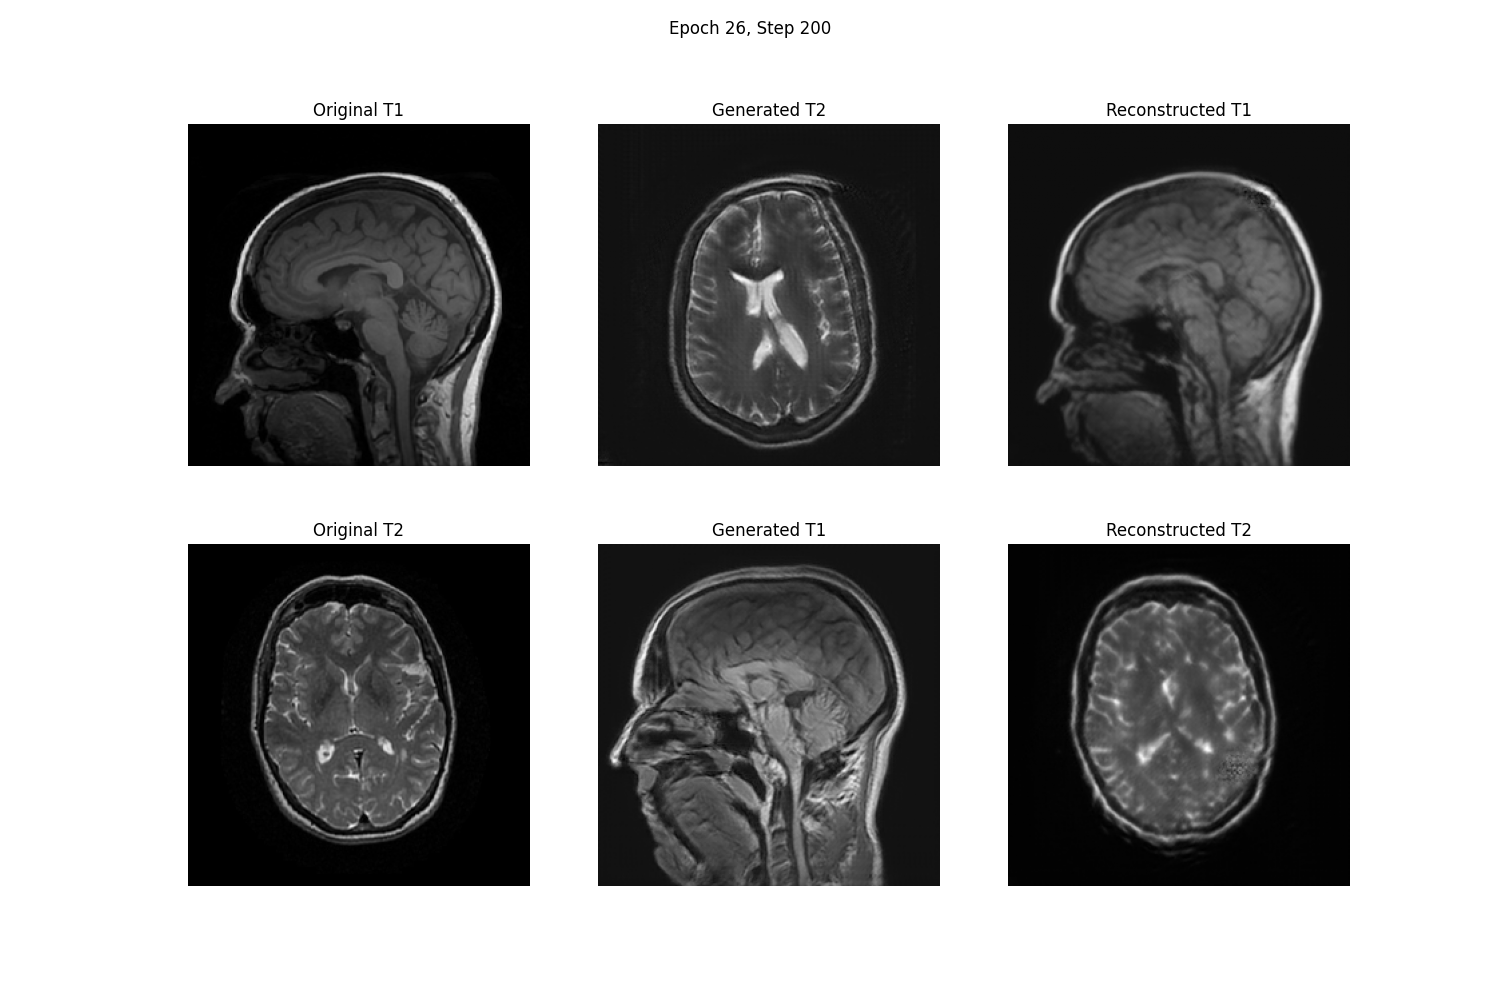 Epoch 26, Step 200
Original T1
Generated T2
Reconstructed T1
Original T2
Generated T1
Reconstructed T2